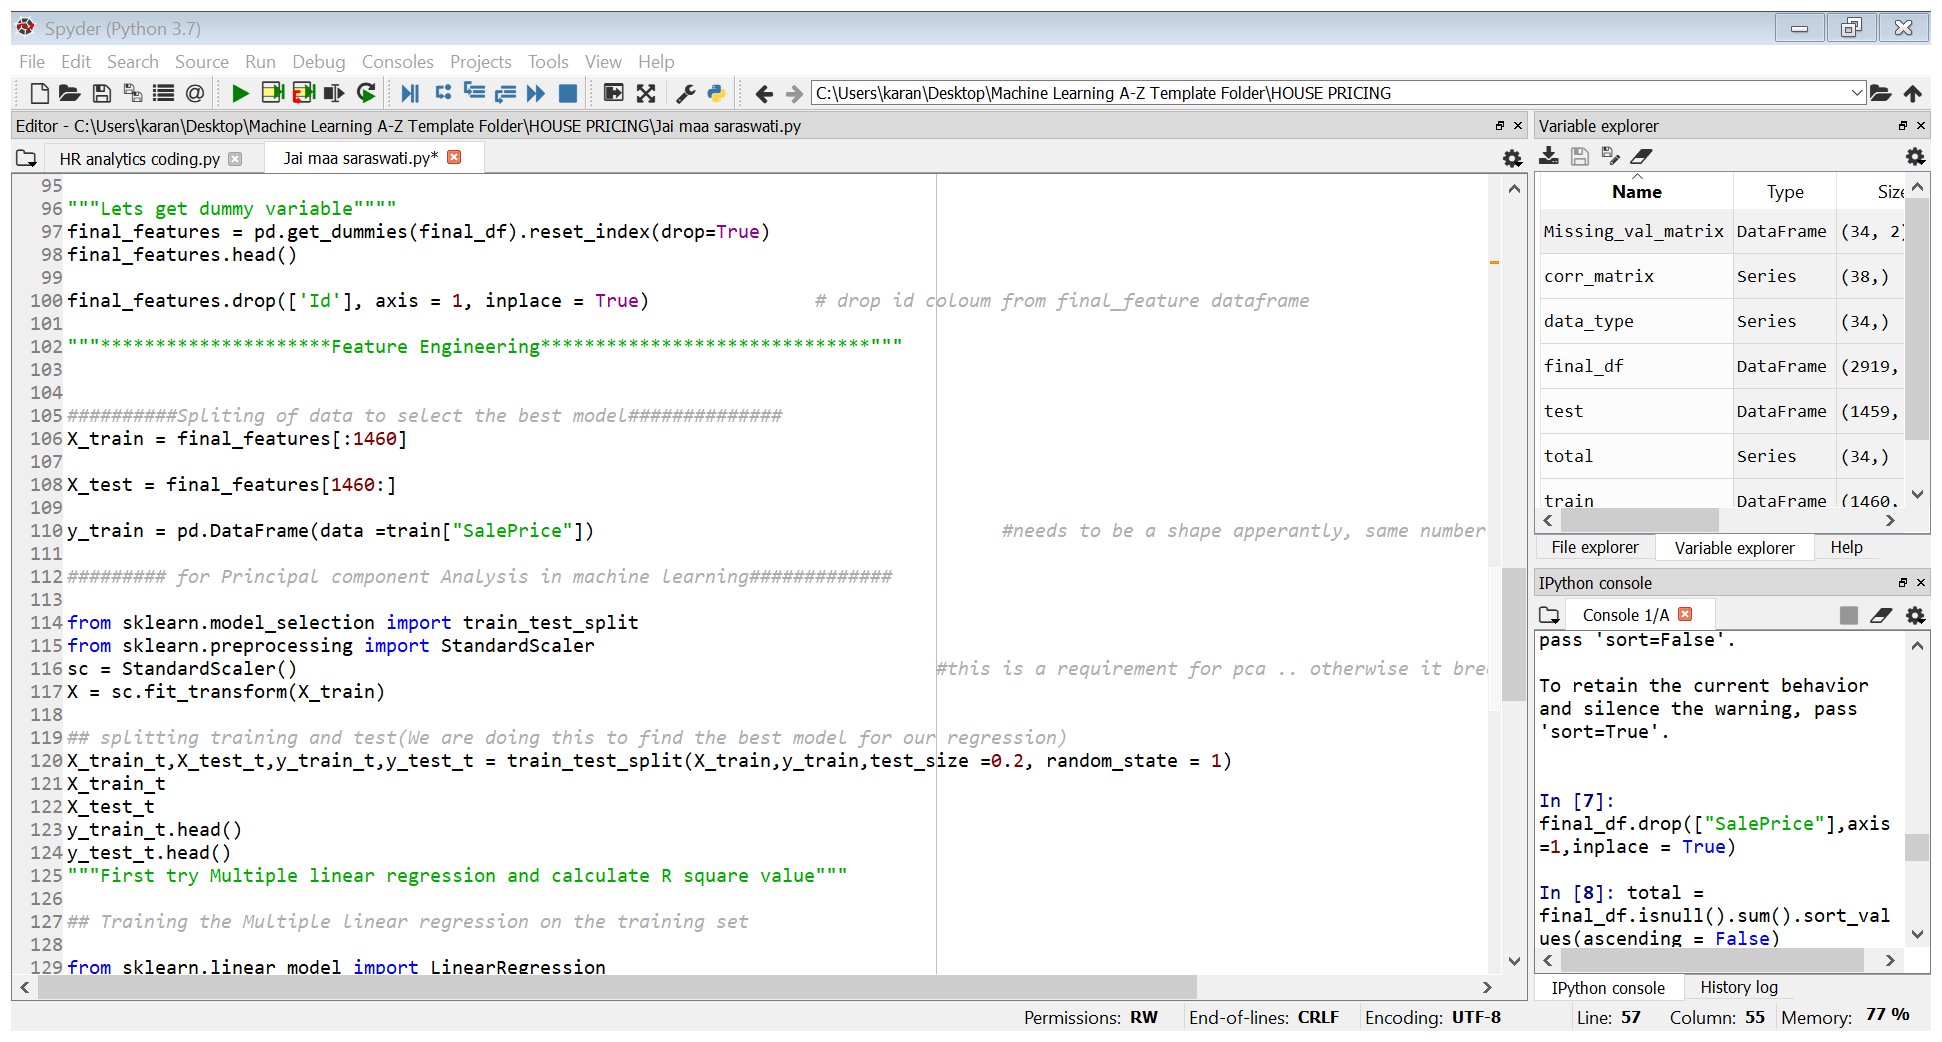 Spyder (Python 3.7)
File Edit Search Source Run Debug Consoles Projects Tools View Help
C:\Users\karan\Desktop\Machine Learning A-Z Template Folder\HOUSE PRICING
Editor - C:\Users\karan\Desktop\Machine Learning A-Z Template Folder\HOUSE PRICING\Jai maa saraswati.py
HR analytics coding.py Jai maa saraswati.py*
95
96 """Lets get dummy variable""""
97 final_features = pd.get_dummies(final_df).reset_index(drop=True)
98 final_features.head()
99
100 final_features.drop(['Id'], axis = 1, inplace = True) # drop id coloum from final_feature dataframe
101
102 """*********************Feature Engineering******************************"""
103
104
105 ##########Spliting of data to select the best model##############
106 X_train = final_features[:1460]
107
108 X_test = final_features[1460:]
109
110 y_train = pd.DataFrame(data =train["SalePrice"]) #needs to be a shape apperantly, same number
111
112 ######### for Principal component Analysis in machine learning#############
113
114 from sklearn.model_selection import train_test_split
115 from sklearn.preprocessing import StandardScaler
116 sc = StandardScaler() #this is a requirement for pca .. otherwise it bre
117 X = sc.fit_transform(X_train)
118
119 ## splitting training and test(We are doing this to find the best model for our regression)
120 X_train_t,X_test_t,y_train_t,y_test_t = train_test_split(X_train,y_train,test_size =0.2, random_state = 1)
121 X_train_t
122 X_test_t
123 y_train_t.head()
124 y_test_t.head()
125 """First try Multiple linear regression and calculate R square value"""
126
127 ## Training the Multiple linear regression on the training set
128
129 from sklearn.linear_model import LinearRegression
Variable explorer
Name Type Size
Missing_val_matrix DataFrame (34, 2)
corr_matrix Series (38,)
data_type Series (34,)
final_df DataFrame (2919,
test DataFrame (1459,
total Series (34,)
train DataFrame (1460,
File explorer Variable explorer Help
IPython console
Console 1/A
pass 'sort=False'.
To retain the current behavior
and silence the warning, pass
'sort=True'.
In [7]:
final_df.drop(["SalePrice"],axis
=1,inplace = True)
In [8]: total =
final_df.isnull().sum().sort_val
ues(ascending = False)
IPython console History log
Permissions: RW End-of-lines: CRLF Encoding: UTF-8 Line: 57 Column: 55 Memory: 77 %